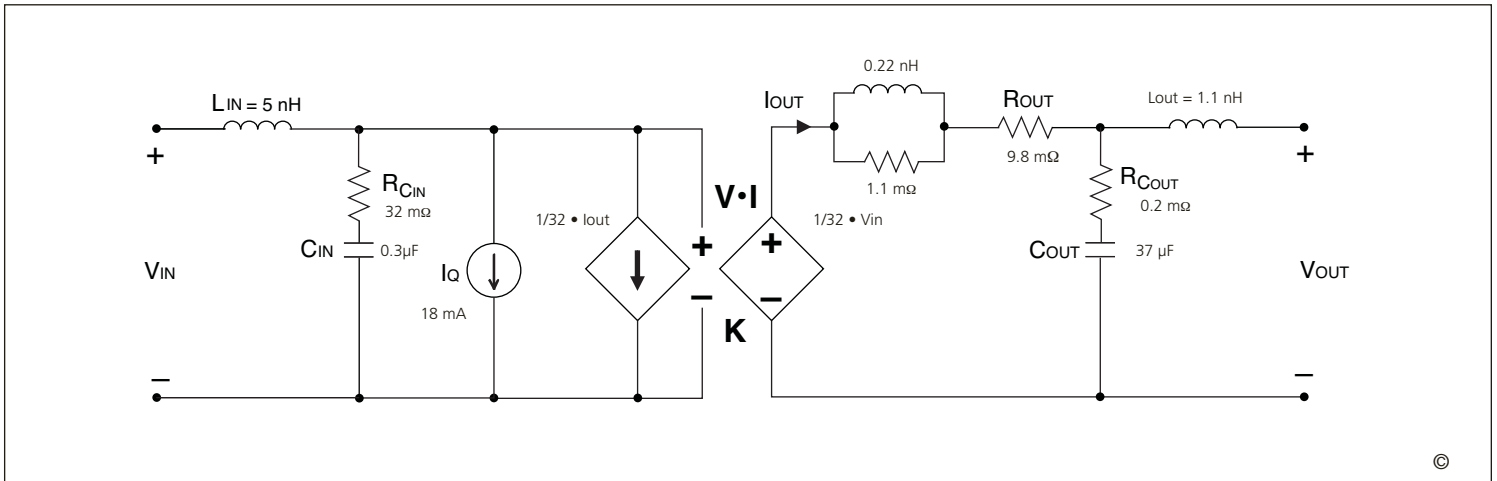 0.22 nH
LIN = 5 nH
IOUT
ROUT
Lout = 1.1 nH
+
+
9.8 mΩ
RCIN
32 mΩ
1.1 mΩ
RCOUT
0.2 mΩ
V•I
1/32 • Iout
1/32 • Vin
+
+
CIN
0.3µF
COUT
37 µF
VIN
IQ
VOUT
−
−
18 mA
K
−
−
©